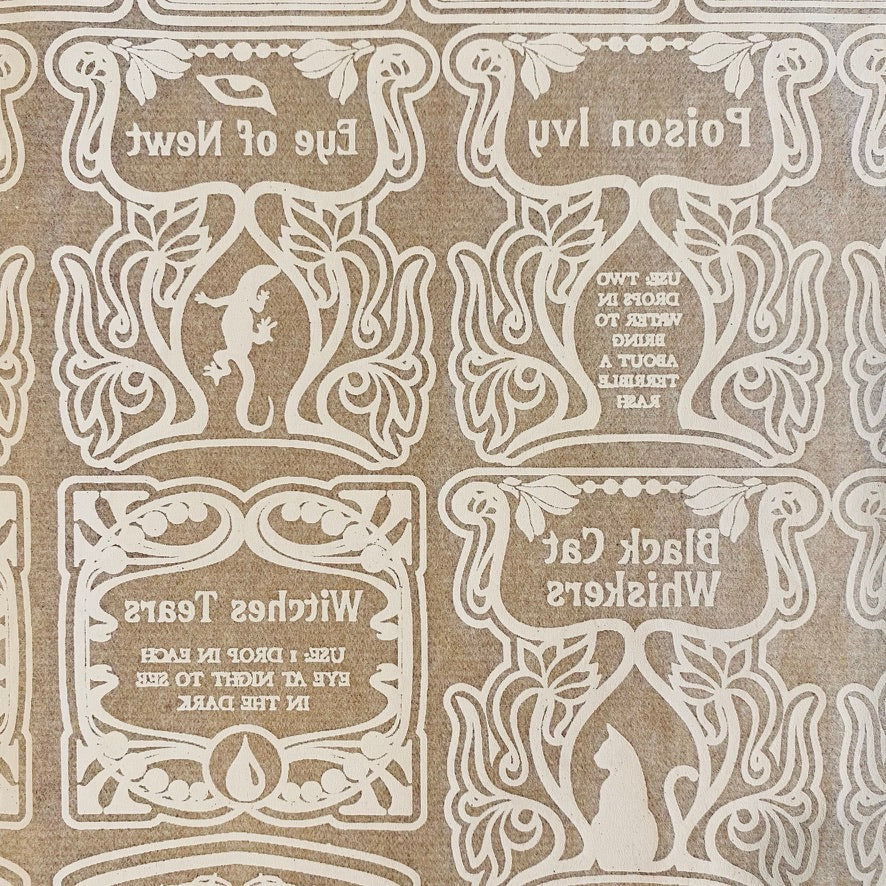 Eye of Newt
Poison Ivy
USE: TWO
DROPS IN
WATER TO
BRING
ABOUT A
TERRIBLE
RASH
Witches Tears
USE: 1 DROP IN EACH
EYE AT NIGHT TO SEE
IN THE DARK
Black Cat
Whiskers